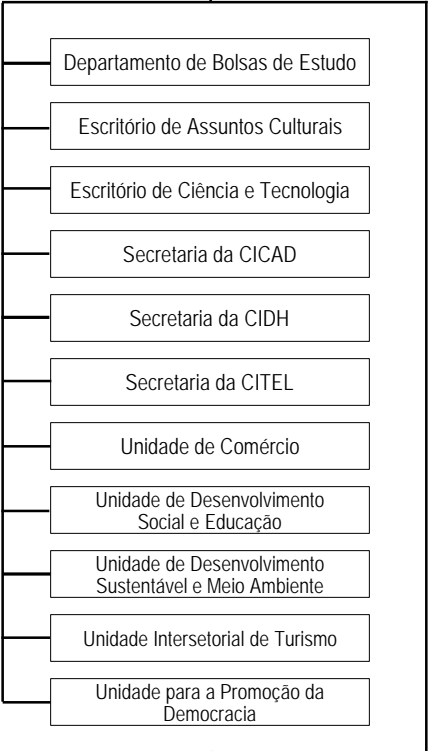 Departamento de Bolsas de Estudo
Escritório de Assuntos Culturais
Escritório de Ciência e Tecnologia
Secretaria da CICAD
Secretaria da CIDH
Secretaria da CITEL
Unidade de Comércio
Unidade de Desenvolvimento
Social e Educação
Unidade de Desenvolvimento
Sustentável e Meio Ambiente
Unidade Intersetorial de Turismo
Unidade para a Promoção da
Democracia